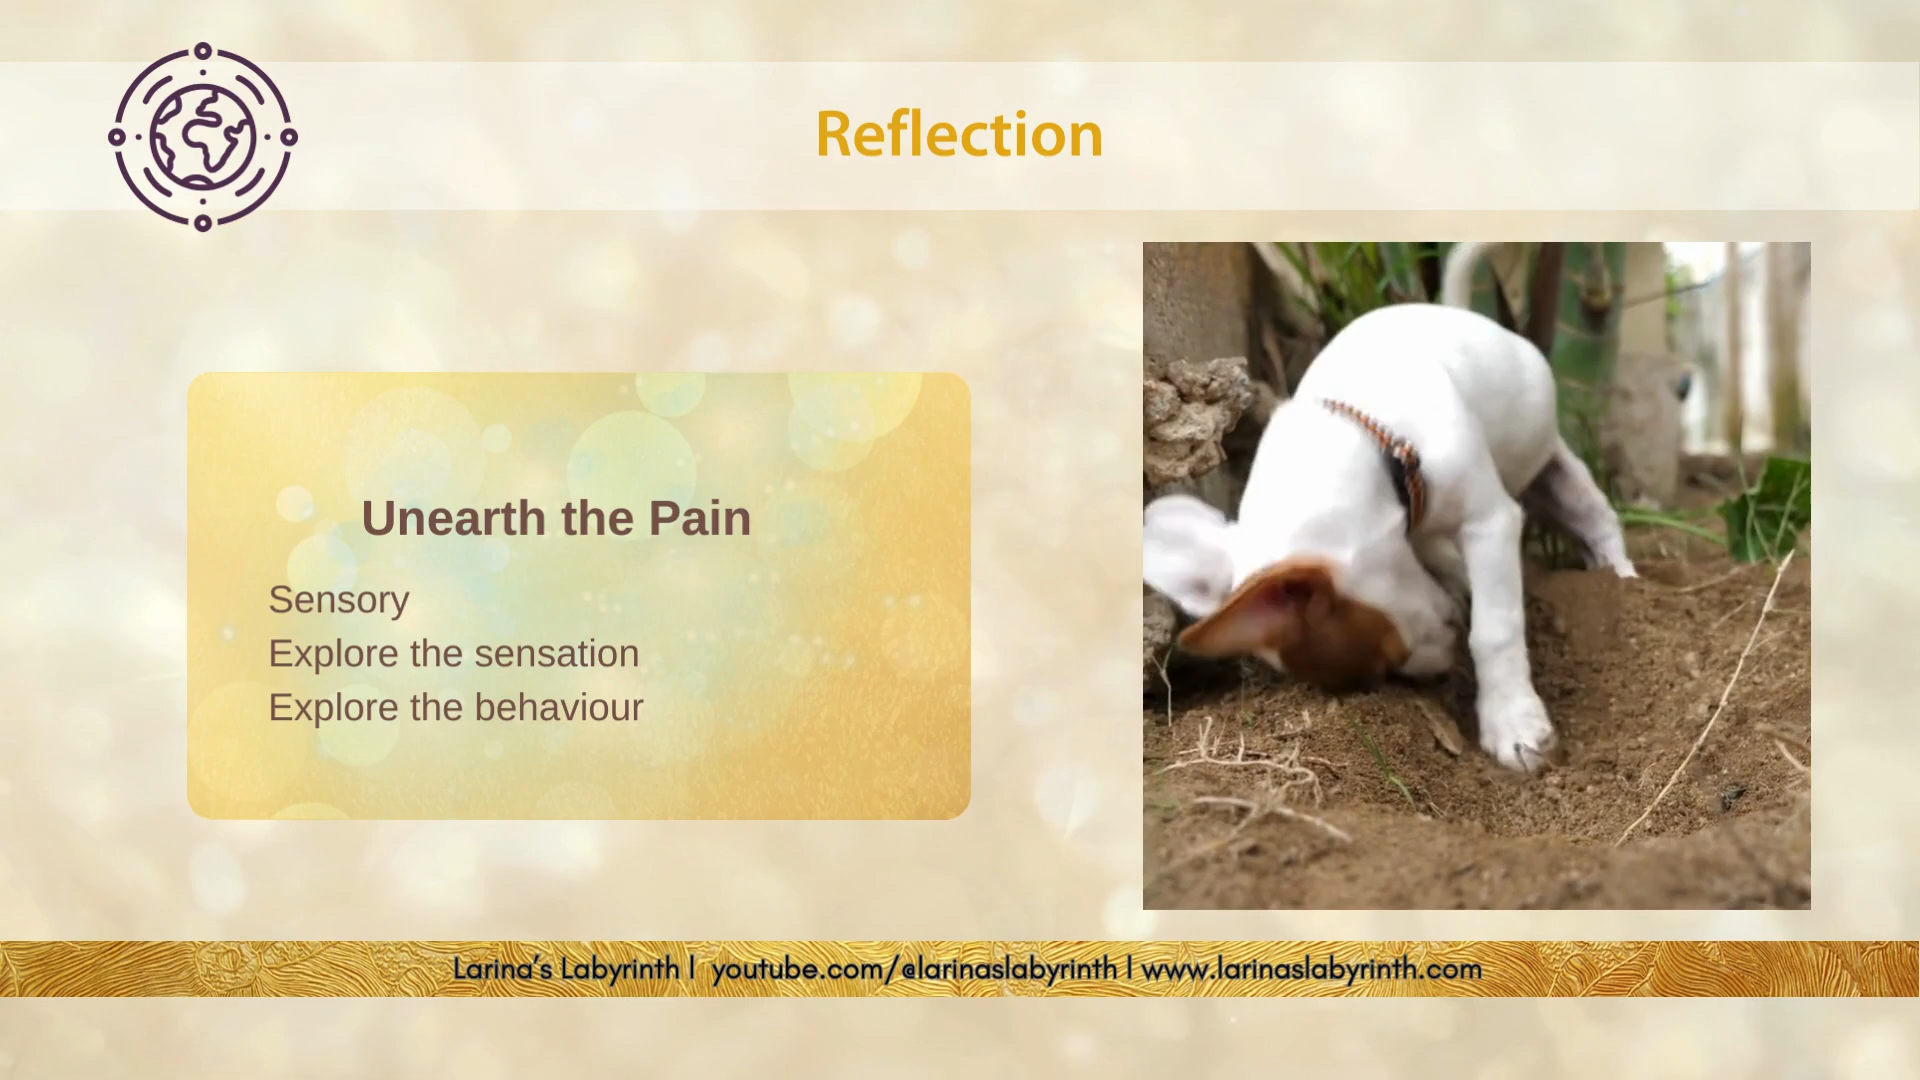 Reflection
Unearth the Pain
Sensory
Explore the sensation
Explore the behaviour
Larina's Labyrinth | youtube.com/@larinaslabyrinth | www.larinaslabyrinth.com